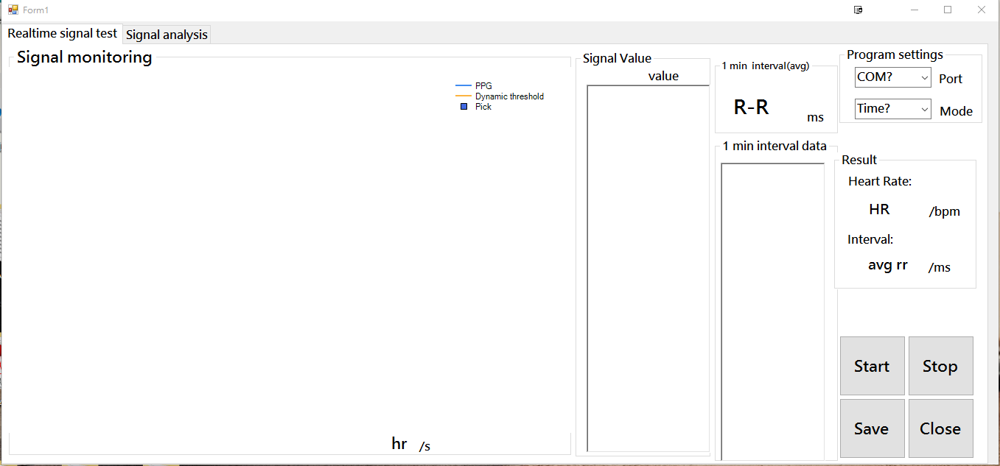 Form1
Realtime signal test
Signal analysis
Signal monitoring
PPG
Dynamic threshold
Pick
hr /s
Signal Value
value
1 min interval(avg)
R-R ms
1 min interval data
Program settings
COM? Port
Time? Mode
Result
Heart Rate:
HR /bpm
Interval:
avg rr /ms
Start
Stop
Save
Close